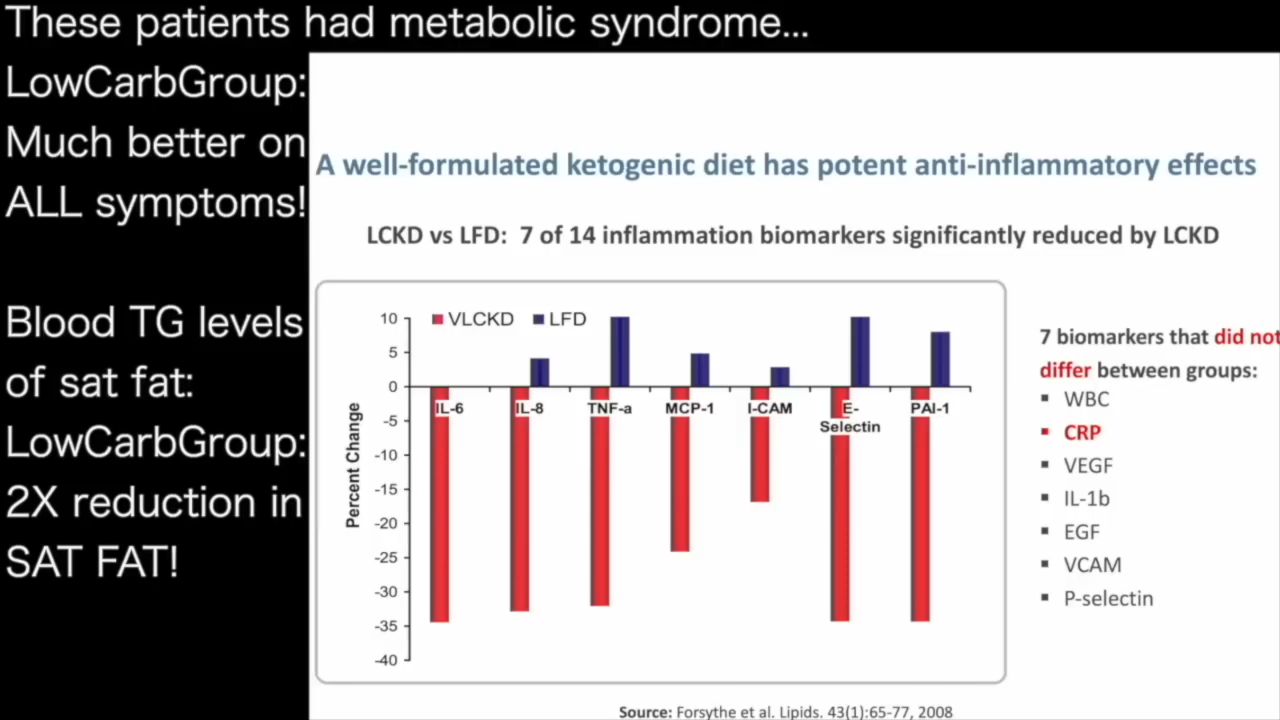 These patients had metabolic syndrome...
LowCarbGroup:
Much better on
ALL symptoms!
Blood TG levels
of sat fat:
LowCarbGroup:
2X reduction in
SAT FAT!
A well-formulated ketogenic diet has potent anti-inflammatory effects
LCKD vs LFD: 7 of 14 inflammation biomarkers significantly reduced by LCKD
VLCKD LFD
Percent Change
10
5
0
-5
-10
-15
-20
-25
-30
-35
-40
IL-6 IL-8 TNF-a MCP-1 I-CAM E- PAI-1
Selectin
7 biomarkers that did not
differ between groups:
▪ WBC
▪ CRP
▪ VEGF
▪ IL-1b
▪ EGF
▪ VCAM
▪ P-selectin
Source: Forsythe et al. Lipids. 43(1):65-77, 2008